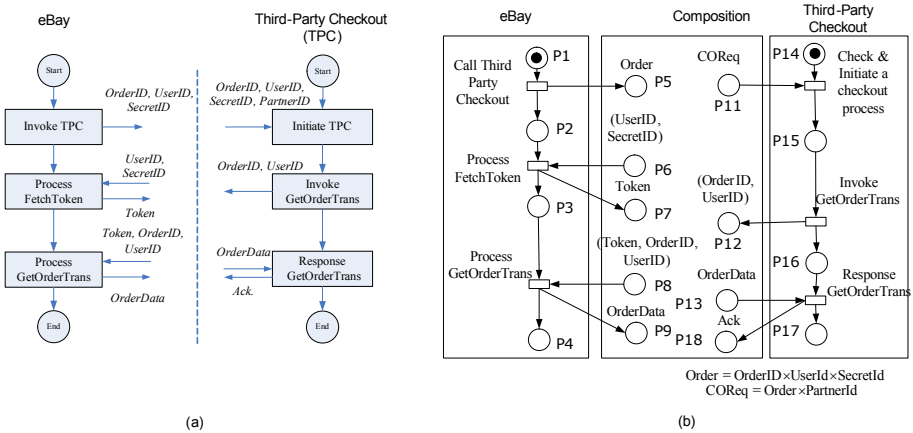 eBay
Third-Party Checkout
(TPC)
Start
Invoke TPC
OrderID, UserID,
SecretID
Process
FetchToken
UserID,
SecretID
Token
Token, OrderID,
UserID
Process
GetOrderTrans
OrderData
End
Start
OrderID, UserID,
SecretID, PartnerID
Initiate TPC
OrderID, UserID
Invoke
GetOrderTrans
OrderData
Ack.
Response
GetOrderTrans
End
(a)
eBay
Composition
Third-Party
Checkout
P1
Call Third
Party
Checkout
P2
Process
FetchToken
P3
Process
GetOrderTrans
P4
Order
P5
(UserID,
SecretID)
P6
Token
P7
(Token, OrderID,
UserID)
P8
OrderData
P9
COReq
P11
(OrderID,
UserID)
P12
OrderData
P13
Ack
P18
P14
Check &
Initiate a
checkout
process
P15
Invoke
GetOrderTrans
P16
Response
GetOrderTrans
P17
Order = OrderID×UserId×SecretId
COReq = Order×PartnerId
(b)